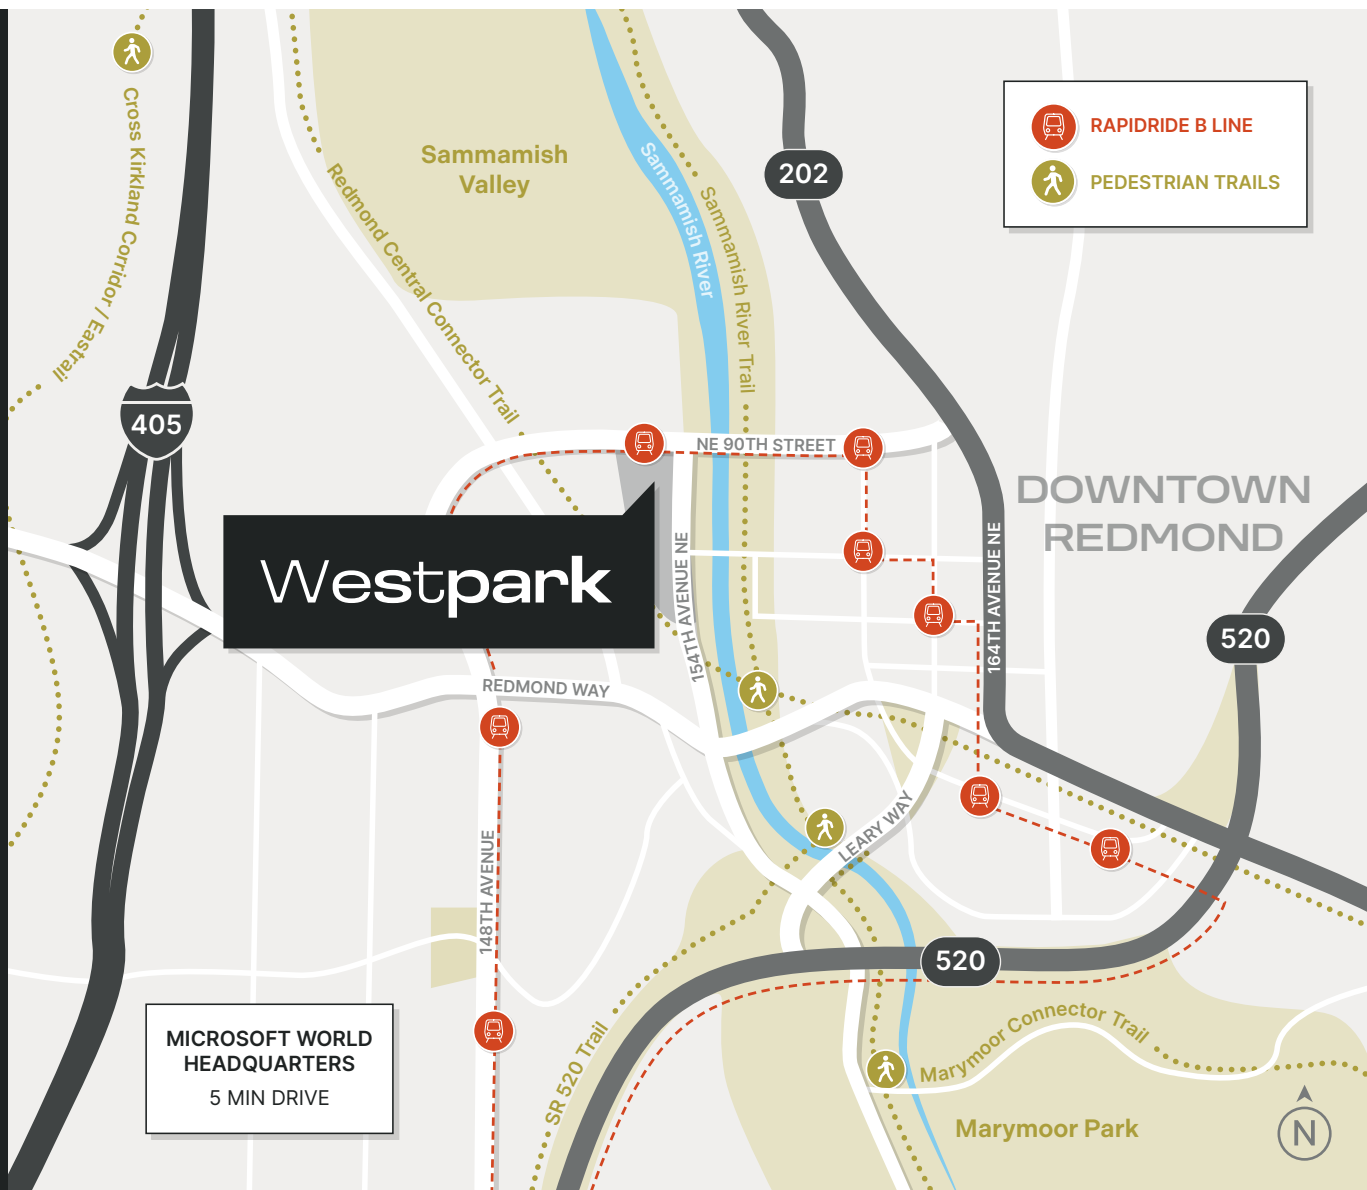 Cross Kirkland Corridor / Eastrail
405
Redmond Central Connector Trail
Sammamish
Valley
Sammamish River
Sammamish River Trail
202
RAPIDRIDE B LINE
PEDESTRIAN TRAILS
NE 90TH STREET
DOWNTOWN
REDMOND
Westpark
154TH AVENUE NE
164TH AVENUE NE
520
REDMOND WAY
148TH AVENUE
LEARY WAY
520
MICROSOFT WORLD
HEADQUARTERS
5 MIN DRIVE
SR 520 Trail
Marymoor Connector Trail
Marymoor Park
N